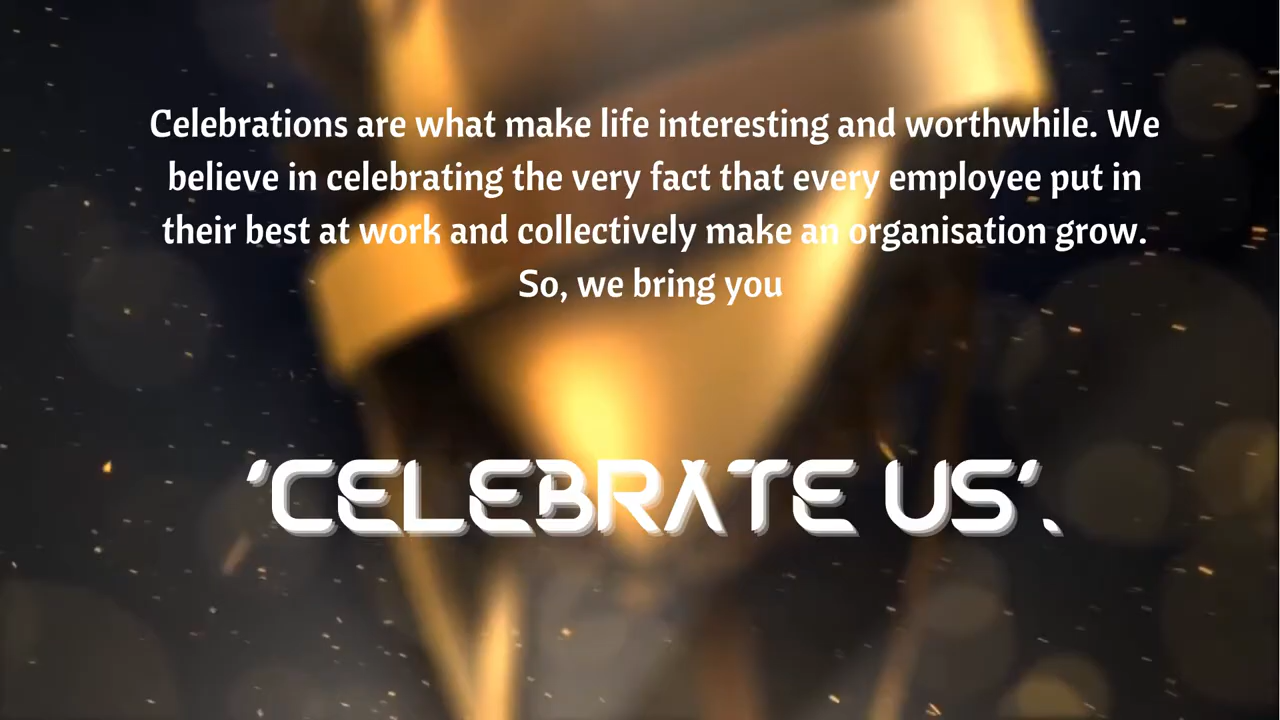 Celebrations are what make life interesting and worthwhile. We
believe in celebrating the very fact that every employee put in
their best at work and collectively make an organisation grow.
So, we bring you
'CELEBRATE US'.